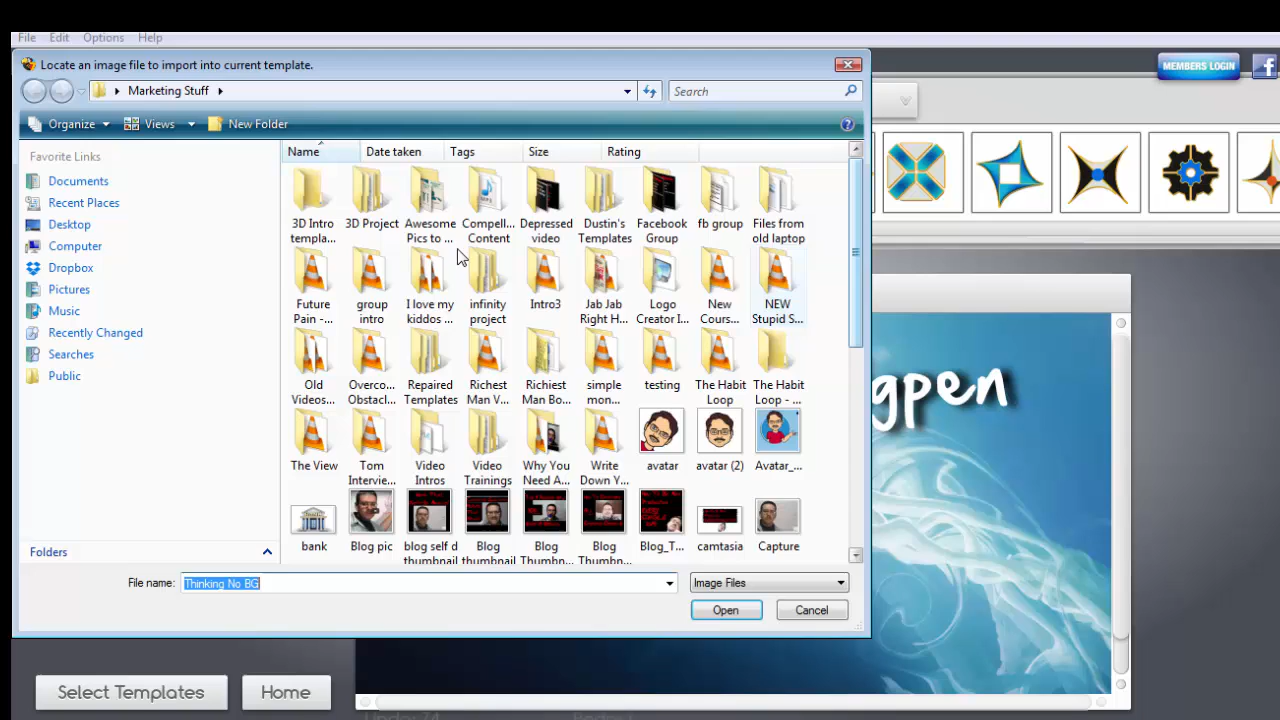 File Edit Options Help
Locate an image file to import into current template.
MEMBERS LOGIN
Marketing Stuff
Search
Organize Views New Folder
Favorite Links
Documents
Recent Places
Desktop
Computer
Dropbox
Pictures
Music
Recently Changed
Searches
Public
Folders
Name Date taken Tags Size Rating
3D Intro 3D Project Awesome Compell... Depressed Dustin's Facebook fb group Files from
templa... Pics to ... Content video Templates Group old laptop
Future group I love my infinity Intro3 Jab Jab Logo New NEW
Pain -... intro kiddos ... project Right H... Creator I... Cours... Stupid S...
Old Overco... Repaired Richest Richiest simple testing The Habit The Habit
Videos... Obstacl... Templates Man V... Man Bo... mon... Loop Loop - ...
The View Tom Video Video Why You Write avatar avatar (2) Avatar_...
Intervie... Intros Trainings Need A... Down Y...
bank Blog pic blog self d Blog Blog Blog Blog_T... camtasia Capture
thumbnail thumbnail Thumbn... Thumbn...
gpen
File name: Thinking No BG Image Files
Open Cancel
Select Templates Home